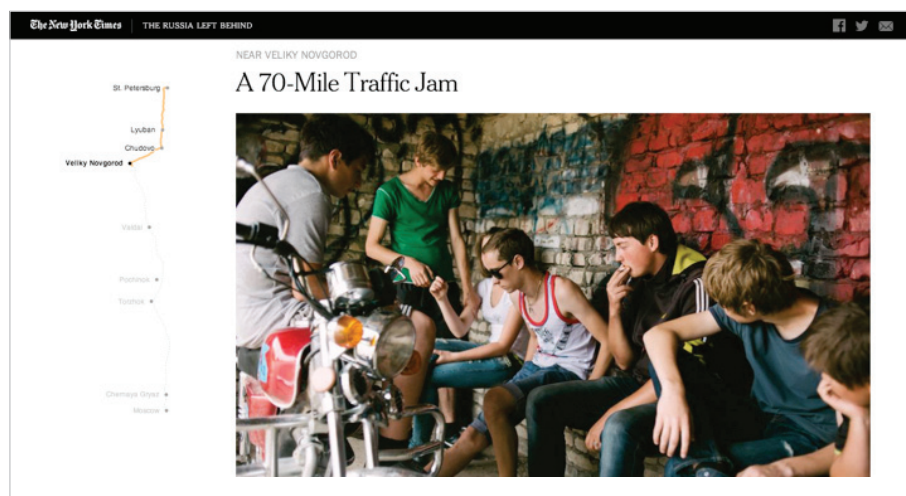 The New York Times
THE RUSSIA LEFT BEHIND
NEAR VELIKY NOVGOROD
A 70-Mile Traffic Jam
St. Petersburg
Lyuban
Chudovo
Veliky Novgorod
Valdai
Pochinok
Torzhok
Chernaya Gryaz
Moscow